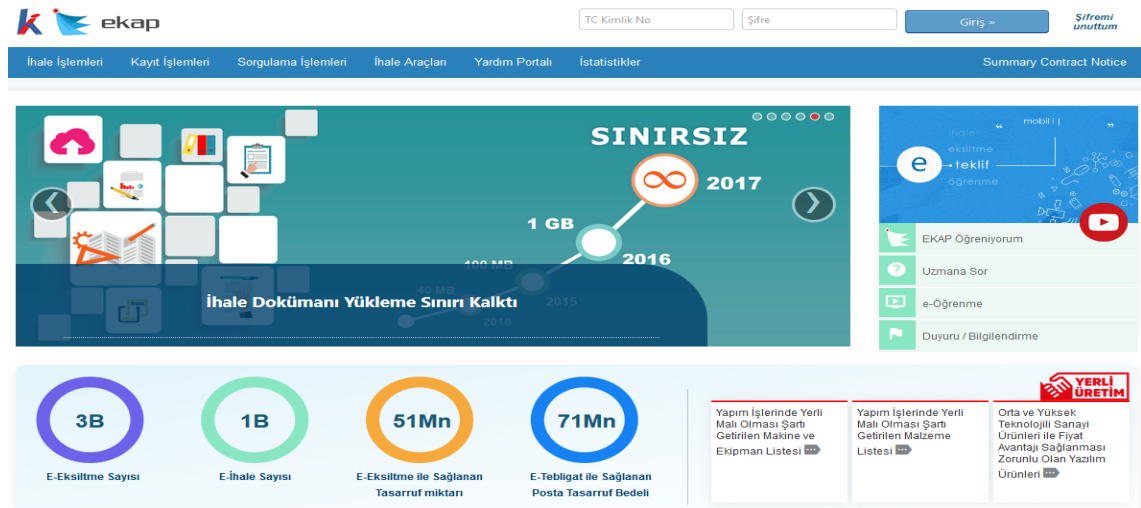 ekap
TC Kimlik No
Şifre
Giriş »
Şifremi
unuttum
İhale İşlemleri
Kayıt İşlemleri
Sorgulama İşlemleri
İhale Araçları
Yardım Portalı
İstatistikler
Summary Contract Notice
SINIRSIZ
2017
1 GB
2016
100 MB
40 MB
2015
2010
İhale Dokümanı Yükleme Sınırı Kalktı
mobil i
ihale
eksiltme
e
teklif
öğrenme
EKAP Öğreniyorum
Uzmana Sor
e-Öğrenme
Duyuru / Bilgilendirme
3B
E-Eksiltme Sayısı
1B
E-İhale Sayısı
51Mn
E-Eksiltme ile Sağlanan
Tasarruf miktarı
71Mn
E-Tebligat ile Sağlanan
Posta Tasarruf Bedeli
YERLİ
ÜRETİM
Yapım İşlerinde Yerli
Malı Olması Şartı
Getirilen Makine ve
Ekipman Listesi
Yapım İşlerinde Yerli
Malı Olması Şartı
Getirilen Malzeme
Listesi
Orta ve Yüksek
Teknolojili Sanayi
Ürünleri ile Fiyat
Avantajı Sağlanması
Zorunlu Olan Yazılım
Ürünleri